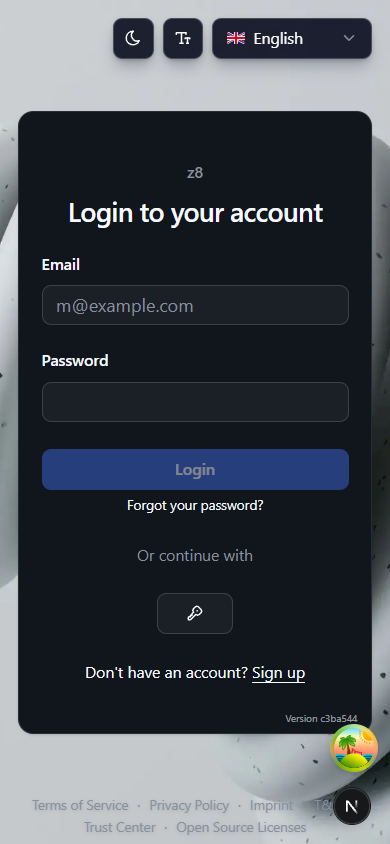 English
z8
Login to your account
Email
m@example.com
Password
Login
Forgot your password?
Or continue with
Don't have an account? Sign up
Version c3ba544
Terms of Service · Privacy Policy · Imprint · T&
N
Trust Center · Open Source Licenses